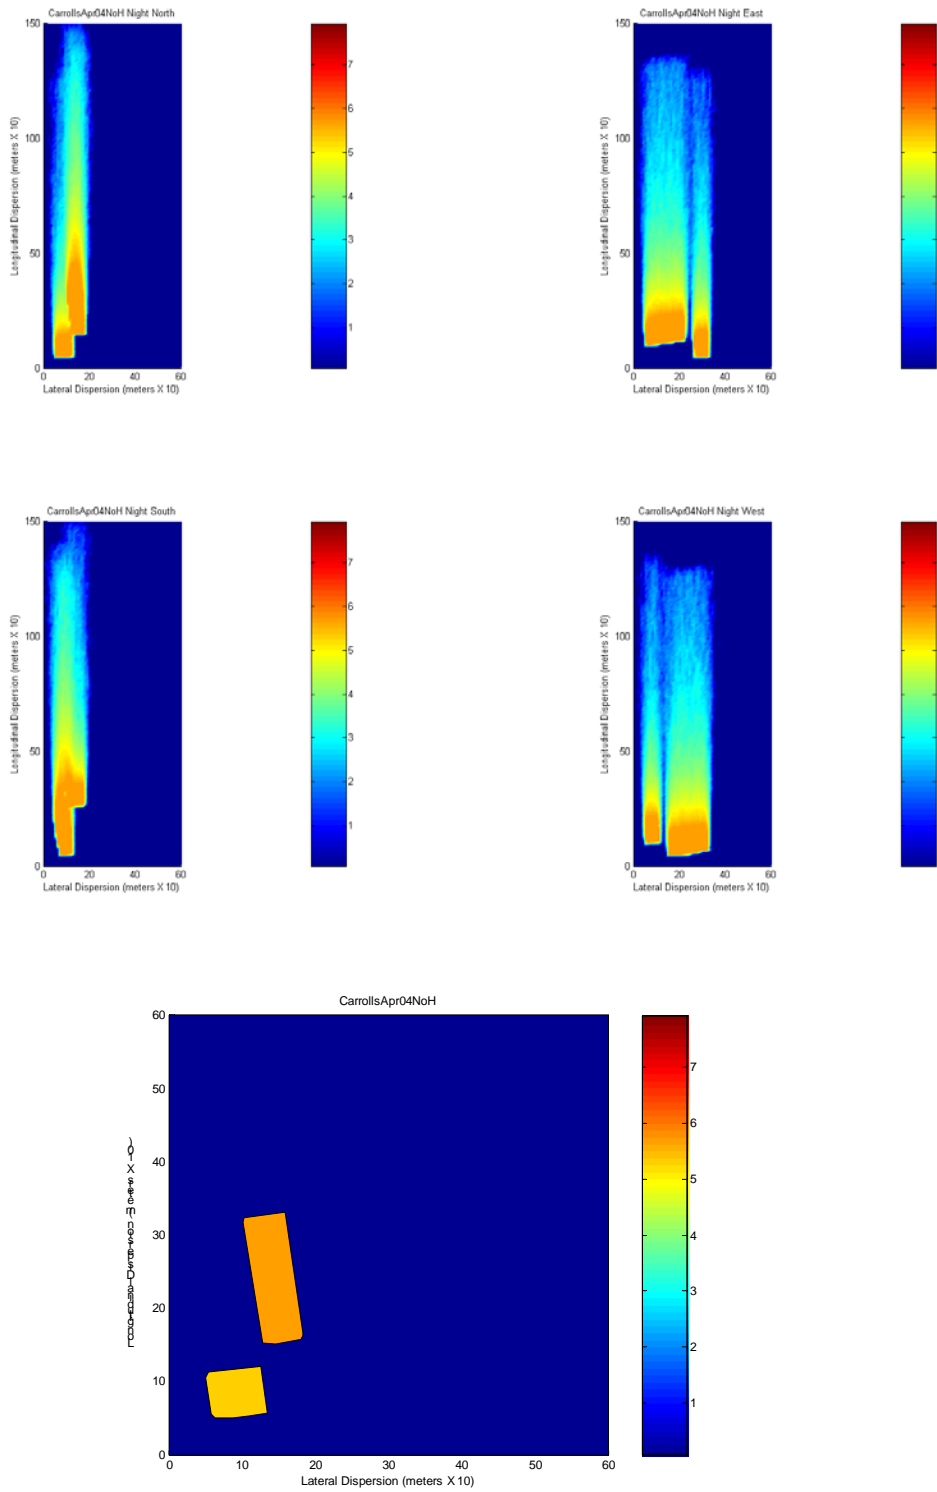 CarrollsApr04NoH Night North
150
100
50
0
Longitudinal Dispersion (meters X 10)
0 20 40 60
Lateral Dispersion (meters X 10)
7
6
5
4
3
2
1
CarrollsApr04NoH Night East
150
100
50
0
Longitudinal Dispersion (meters X 10)
0 20 40 60
Lateral Dispersion (meters X 10)
CarrollsApr04NoH Night South
150
100
50
0
Longitudinal Dispersion (meters X 10)
0 20 40 60
Lateral Dispersion (meters X 10)
7
6
5
4
3
2
1
CarrollsApr04NoH Night West
150
100
50
0
Longitudinal Dispersion (meters X 10)
0 20 40 60
Lateral Dispersion (meters X 10)
CarrollsApr04NoH
60
50
40
30
20
10
0
Longitudinal Dispersion (meters X 10)
0 10 20 30 40 50 60
Lateral Dispersion (meters X 10)
7
6
5
4
3
2
1